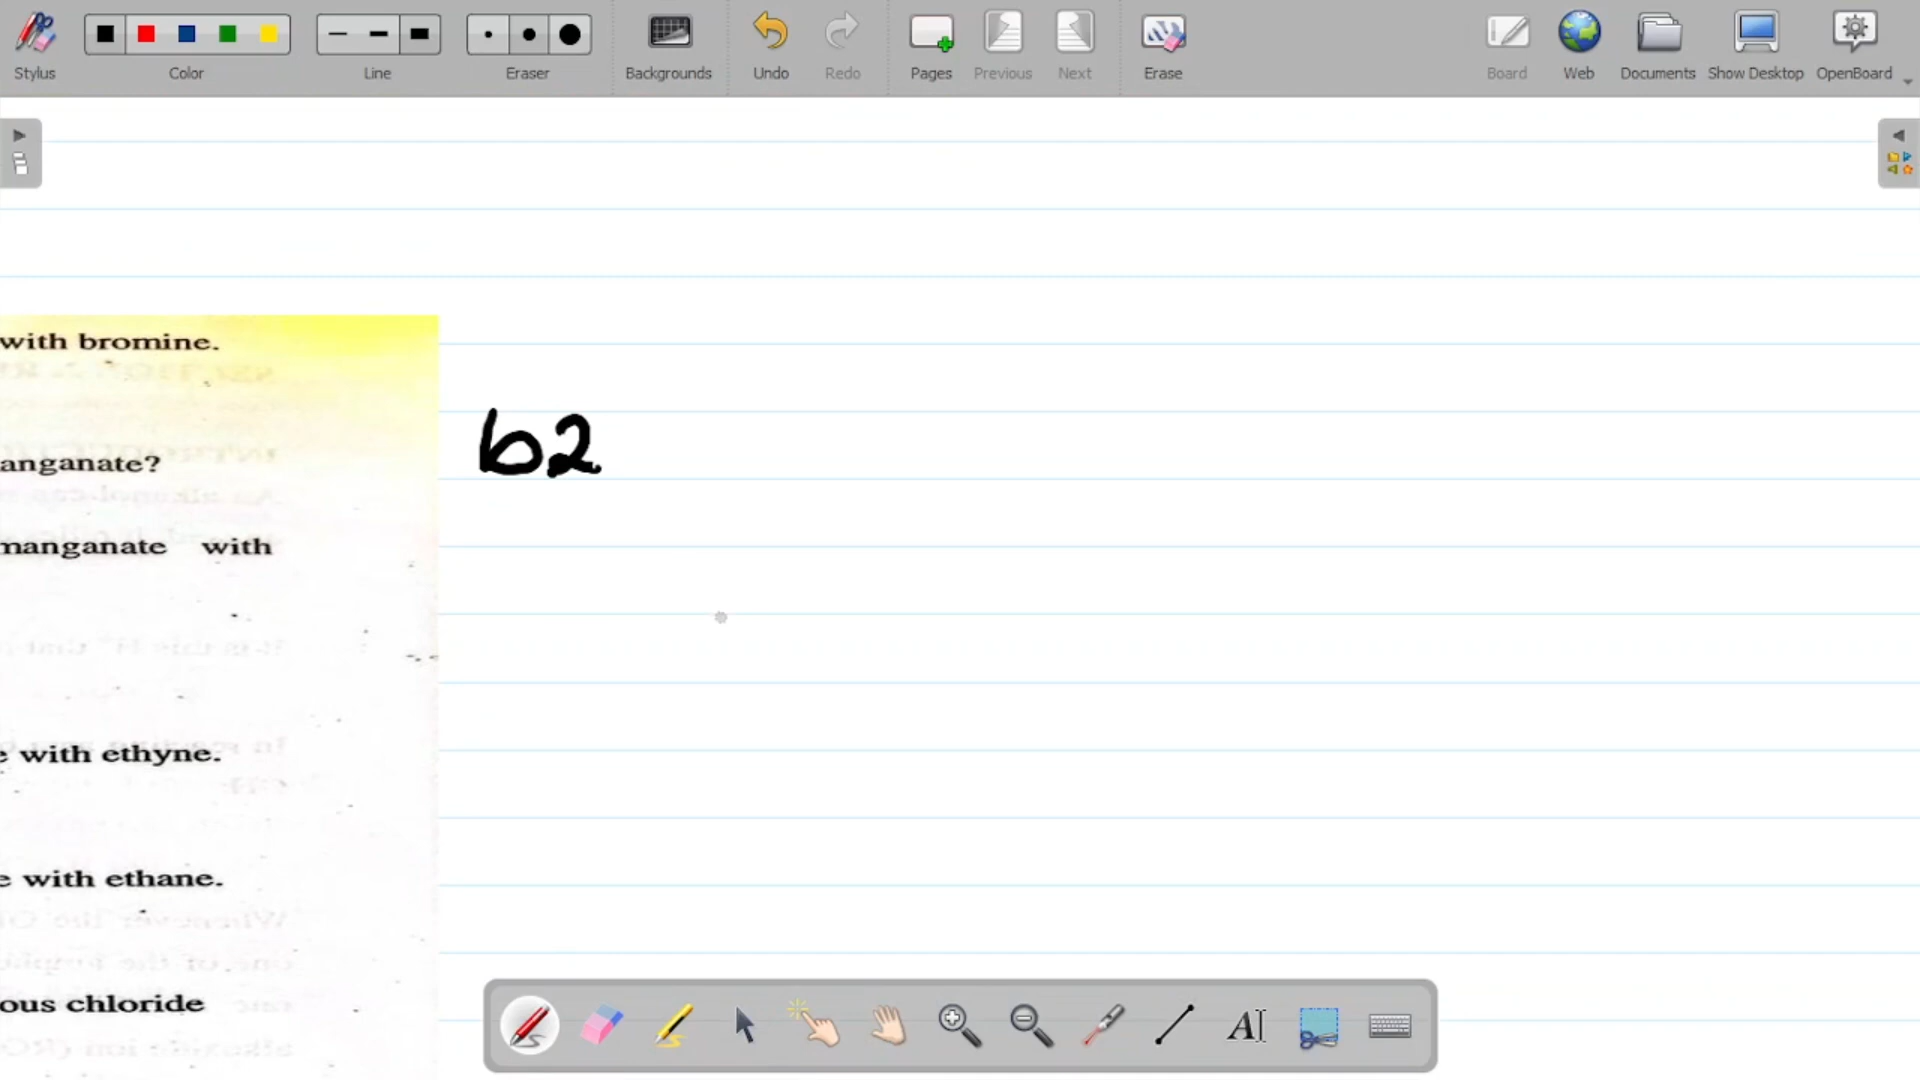 Stylus
Color
Line
Eraser
Backgrounds
Undo
Redo
Pages
Previous
Next
Erase
Board
Web
Documents
Show Desktop
OpenBoard
with bromine.
anganate?
manganate with
e with ethyne.
e with ethane.
ous chloride
b2